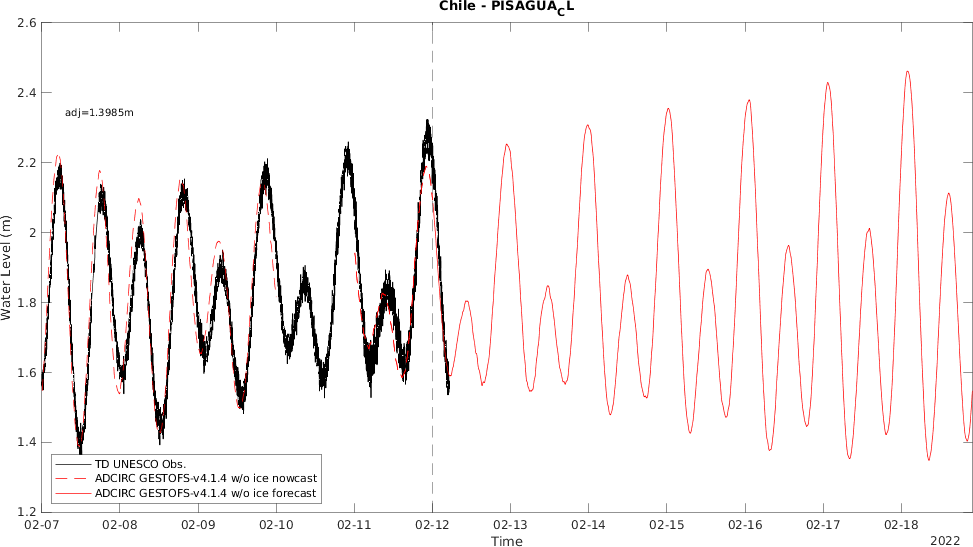 Chile - PISAGUA_CL
2.6
2.4
2.2
2
1.8
1.6
1.4
1.2
Water Level (m)
adj=1.3985m
TD UNESCO Obs.
ADCIRC GESTOFS-v4.1.4 w/o ice nowcast
ADCIRC GESTOFS-v4.1.4 w/o ice forecast
02-07 02-08 02-09 02-10 02-11 02-12 02-13 02-14 02-15 02-16 02-17 02-18
Time
2022